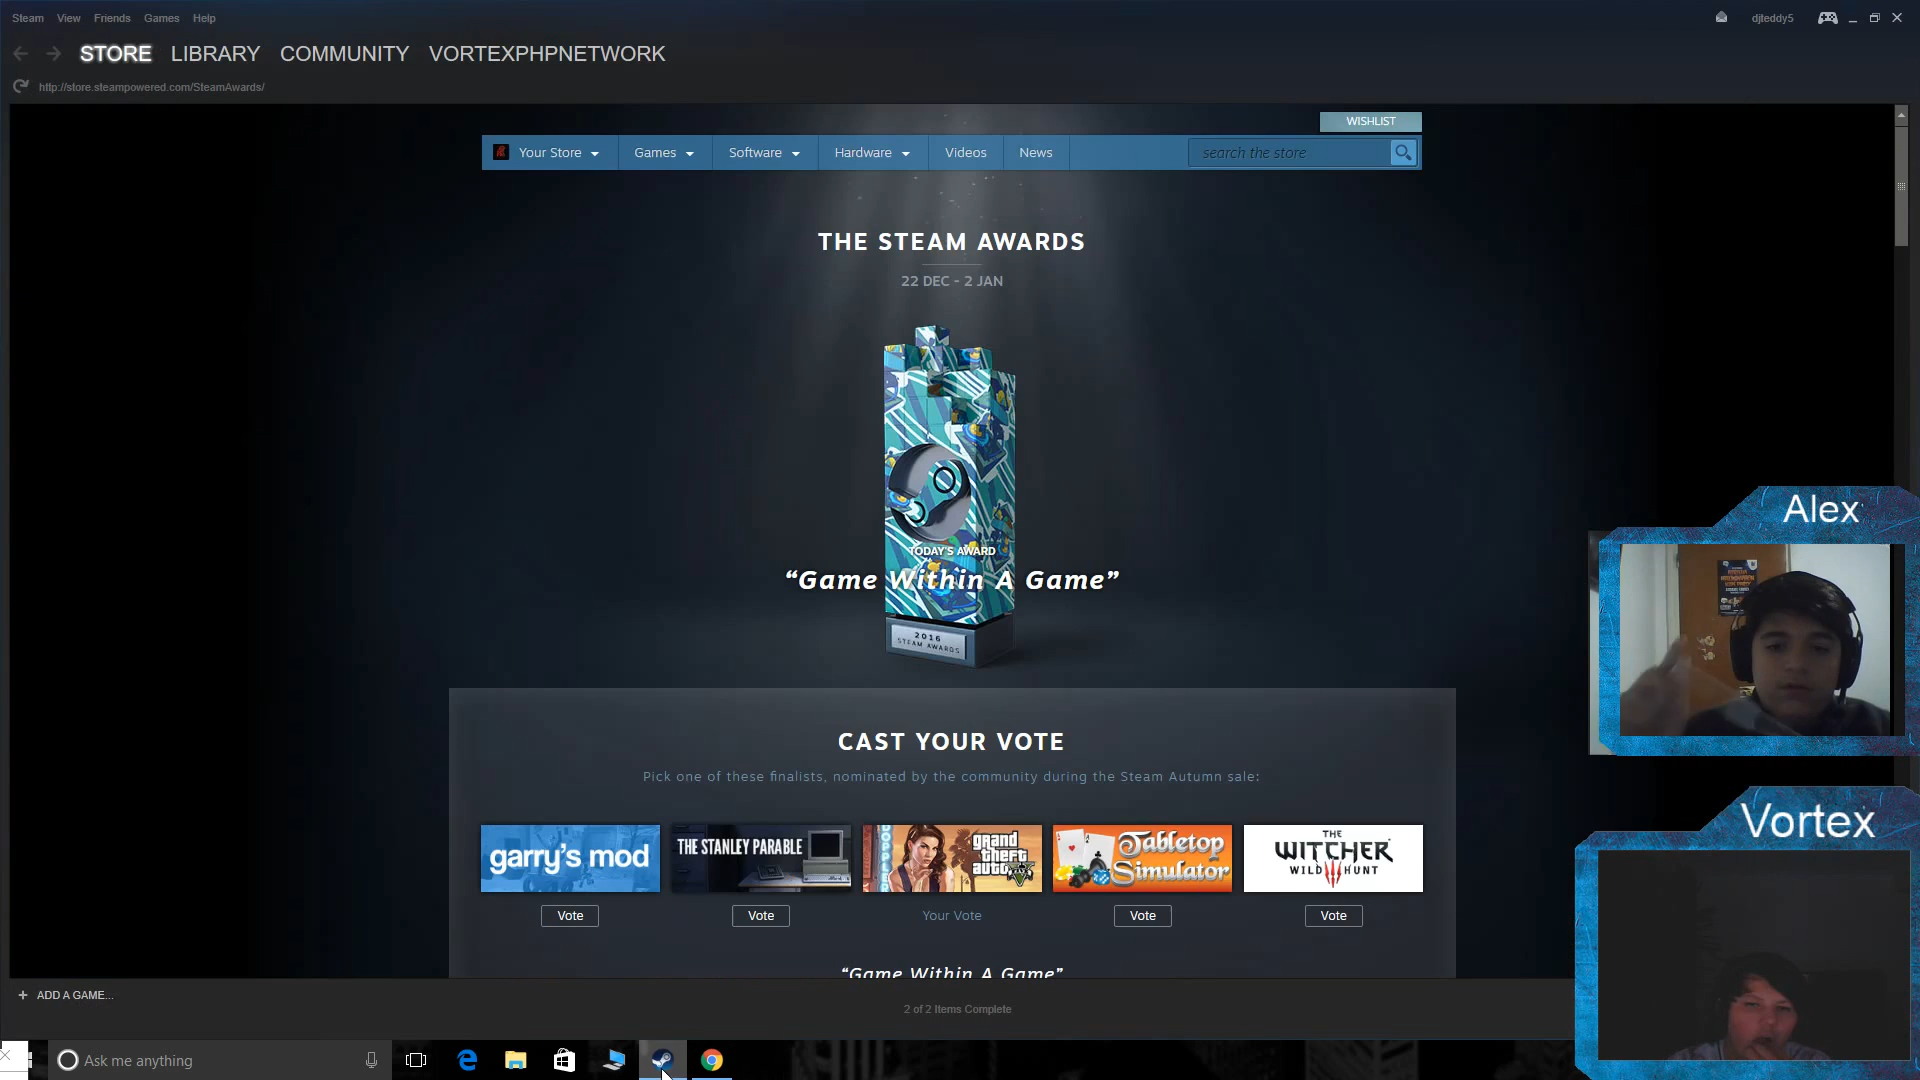 Steam View Friends Games Help
djteddy5
STORE LIBRARY COMMUNITY VORTEXPHPNETWORK
http://store.steampowered.com/SteamAwards/
WISHLIST
Your Store Games Software Hardware Videos News
search the store
THE STEAM AWARDS
22 DEC - 2 JAN
TODAY'S AWARD
“Game Within A Game”
2016
STEAM AWARDS
CAST YOUR VOTE
Pick one of these finalists, nominated by the community during the Steam Autumn sale:
garry's mod
THE STANLEY PARABLE
grand
theft
auto
V
Tabletop
Simulator
THE
WITCHER
WILD HUNT
Vote Vote Your Vote Vote Vote
“Game Within A Game”
Alex
Vortex
+ ADD A GAME...
2 of 2 Items Complete
Ask me anything